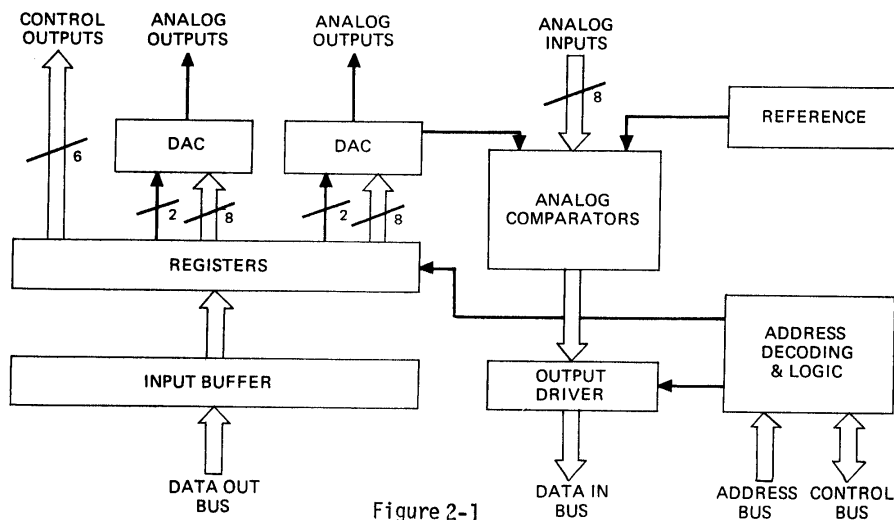 CONTROL
OUTPUTS
ANALOG
OUTPUTS
ANALOG
OUTPUTS
ANALOG
INPUTS
8
REFERENCE
DAC
DAC
6
2
8
2
8
ANALOG
COMPARATORS
REGISTERS
ADDRESS
DECODING
& LOGIC
INPUT BUFFER
OUTPUT
DRIVER
DATA OUT
BUS
DATA IN
BUS
ADDRESS
BUS
CONTROL
BUS
Figure 2-1